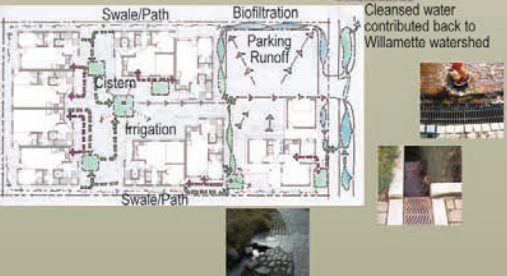 Swale/Path
Biofiltration
Cleansed water
contributed back to
Willamette watershed
Parking
Runoff
Cistern
Irrigation
Swale/Path